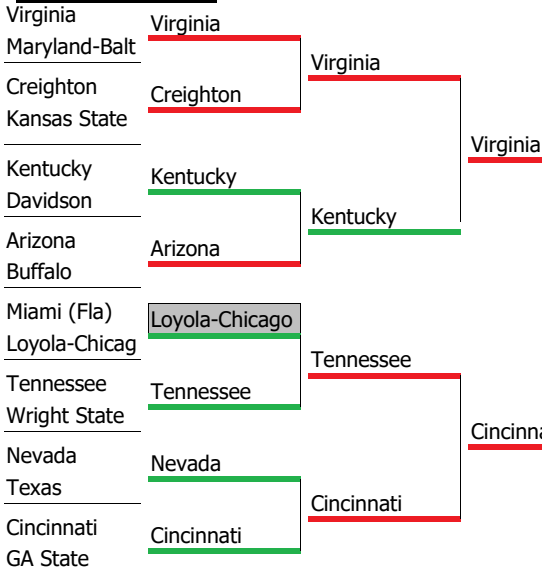 Virginia
Maryland-Balt
Creighton
Kansas State
Kentucky
Davidson
Arizona
Buffalo
Miami (Fla)
Loyola-Chicag
Tennessee
Wright State
Nevada
Texas
Cincinnati
GA State
Virginia
Creighton
Kentucky
Arizona
Loyola-Chicago
Tennessee
Nevada
Cincinnati
Virginia
Kentucky
Tennessee
Cincinnati
Virginia
Cincinna